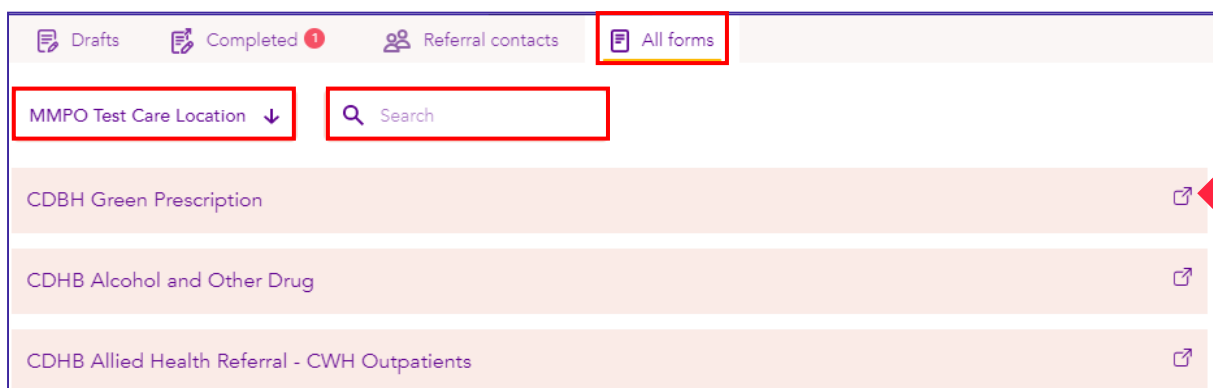 Drafts Completed 1 Referral contacts All forms
MMPO Test Care Location Search
CDBH Green Prescription
CDHB Alcohol and Other Drug
CDHB Allied Health Referral - CWH Outpatients